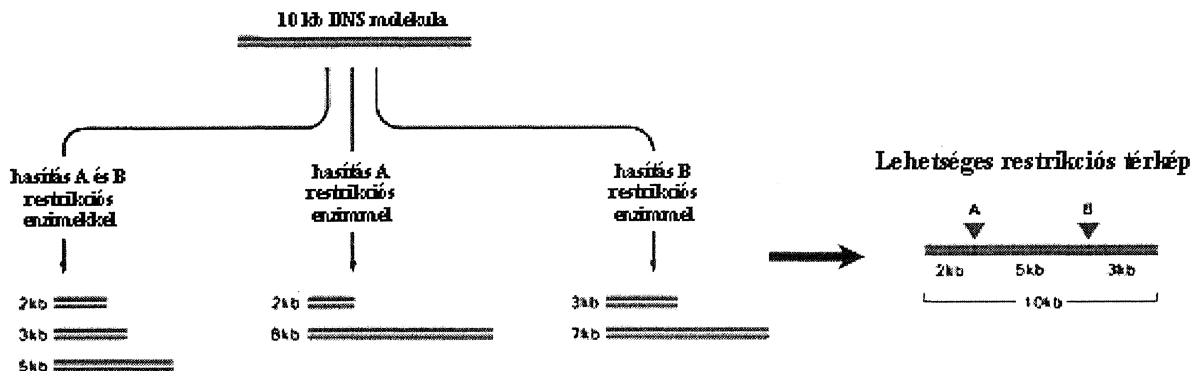 10 kb DNS molekula
hasítás A és B
restrikciós
enzimekkel
hasítás A
restrikciós
enzimmel
hasítás B
restrikciós
enzimmel
2kb
3kb
5kb
2kb
8kb
3kb
7kb
Lehetséges restrikciós térkép
A B
2kb 5kb 3kb
10kb